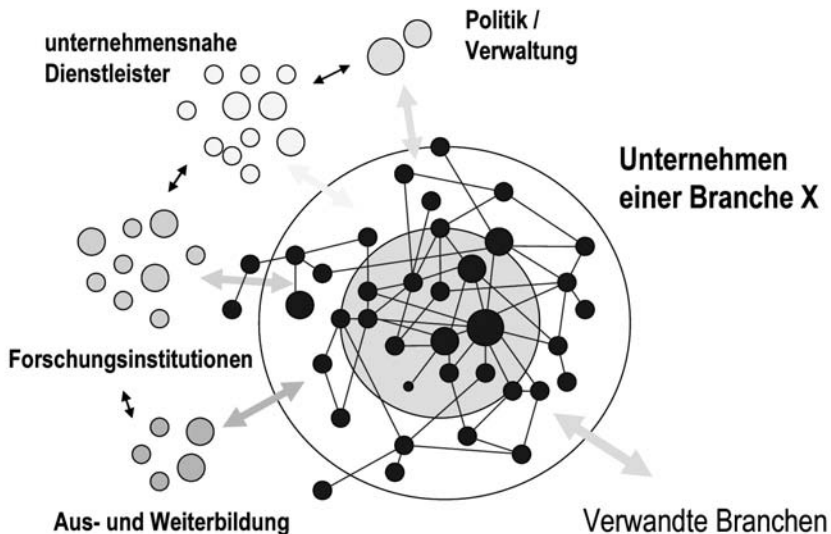 Politik /
Verwaltung
unternehmensnahe
Dienstleister
Unternehmen
einer Branche X
Forschungsinstitutionen
Aus- und Weiterbildung
Verwandte Branchen